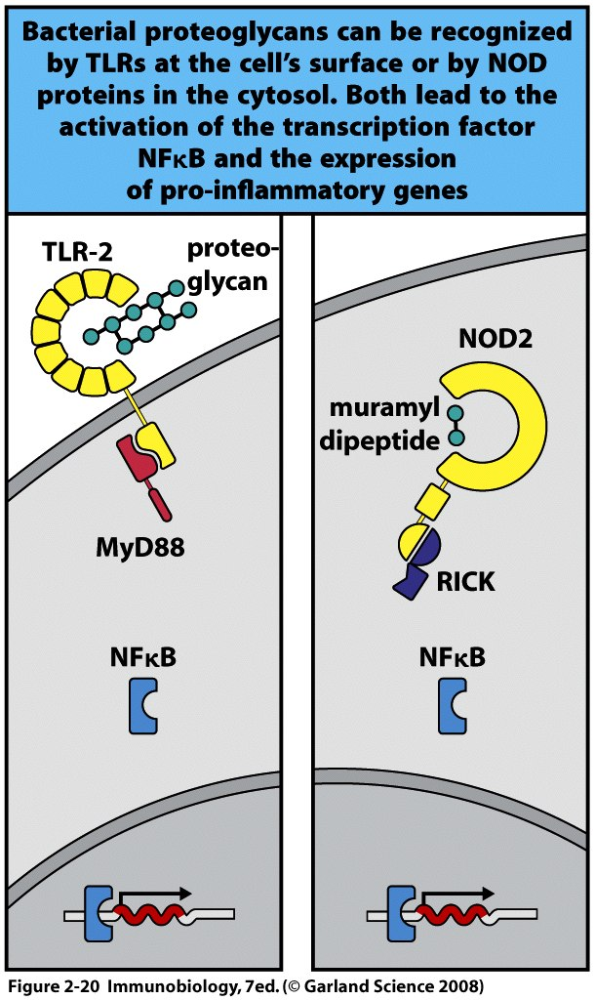 Bacterial proteoglycans can be recognized
by TLRs at the cell's surface or by NOD
proteins in the cytosol. Both lead to the
activation of the transcription factor
NFκB and the expression
of pro-inflammatory genes
TLR-2
proteo-
glycan
MyD88
NFκB
NOD2
muramyl
dipeptide
RICK
NFκB
Figure 2-20 Immunobiology, 7ed. (© Garland Science 2008)